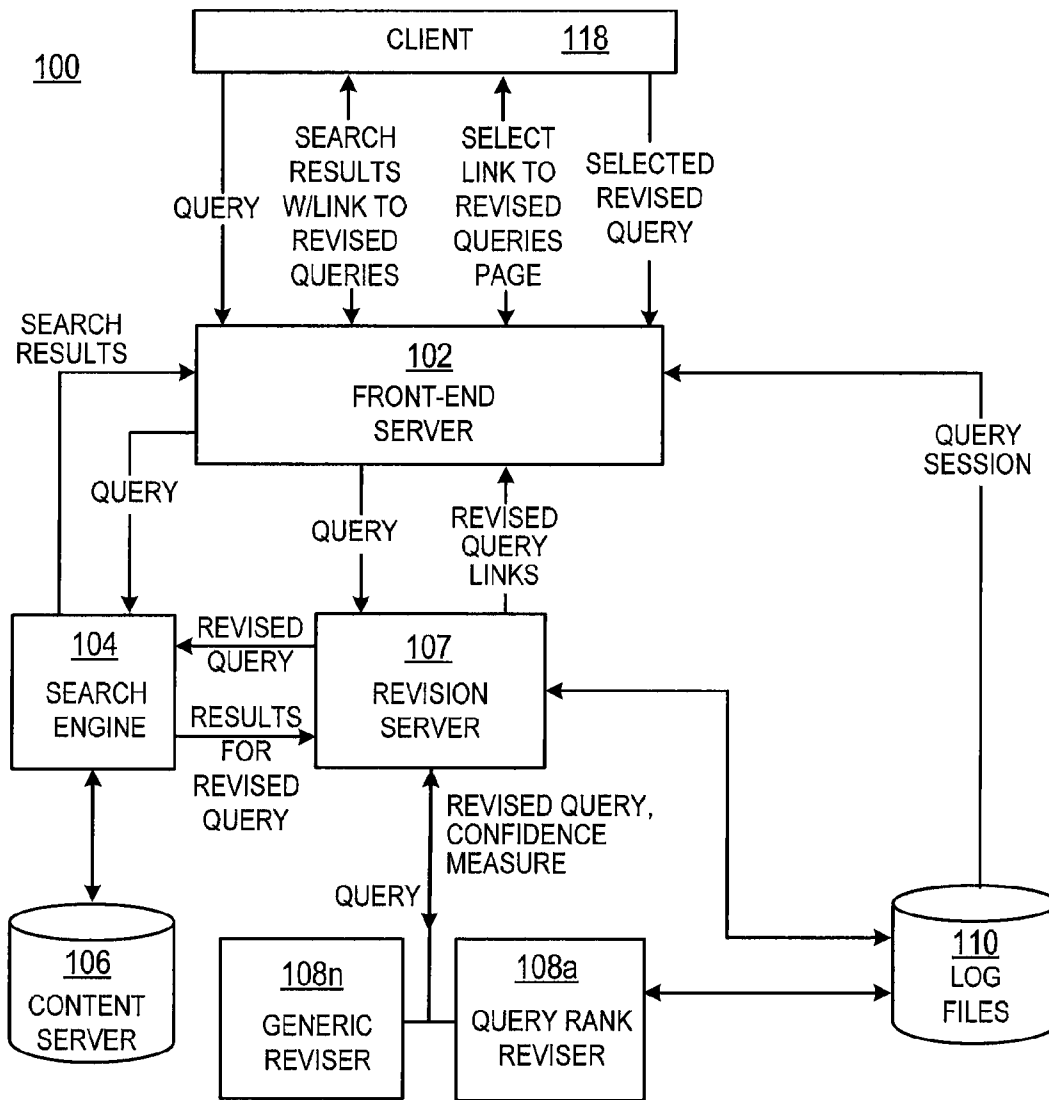 CLIENT 118
100
QUERY
SEARCH
RESULTS
W/LINK TO
REVISED
QUERIES
SELECT
LINK TO
REVISED
QUERIES
PAGE
SELECTED
REVISED
QUERY
SEARCH
RESULTS
102
FRONT-END
SERVER
QUERY
SESSION
QUERY
QUERY
REVISED
QUERY
LINKS
104
SEARCH
ENGINE
REVISED
QUERY
RESULTS
FOR
REVISED
QUERY
107
REVISION
SERVER
REVISED QUERY,
CONFIDENCE
MEASURE
QUERY
106
CONTENT
SERVER
108n
GENERIC
REVISER
108a
QUERY RANK
REVISER
110
LOG
FILES